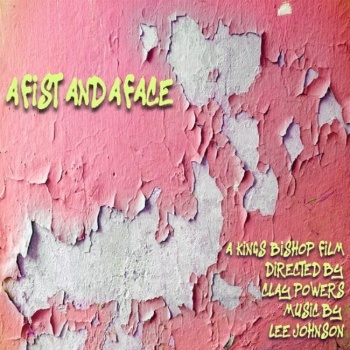 A FIST AND A FACE
A KINGS BISHOP FILM
DIRECTED BY
CLAY POWERS
MUSIC BY
LEE JOHNSON